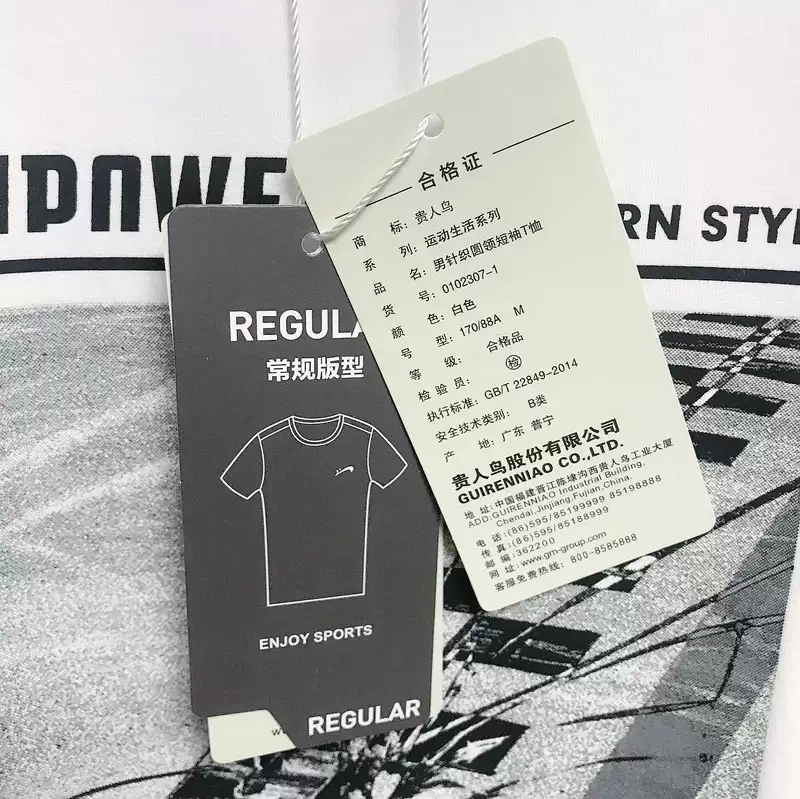 REGULA
常规版型
ENJOY SPORTS
REGULAR
合格证
商 标: 贵人鸟
系 列: 运动生活系列
品 名: 男针织圆领短袖T恤
货 号: 0102307-1
颜 色: 白色
号 型: 170/88A M
等 级: 合格品
检 验 员: 检
执行标准: GB/T 22849-2014
安全技术类别: B类
产 地: 广东 普宁
贵人鸟股份有限公司
GUIRENNIAO CO.,LTD.
地 址: 中国福建晋江陈埭沟西贵人鸟工业大厦
ADD: GUIRENNIAO Industrial Building,
Chendai,Jinjiang,Fujian,China.
电 话: (86)595/85199999 85198888
传 真: (86)595/85188999
邮 编: 362200
网 址: www.grn-group.com
客服免费热线: 800-8585888
RN STY